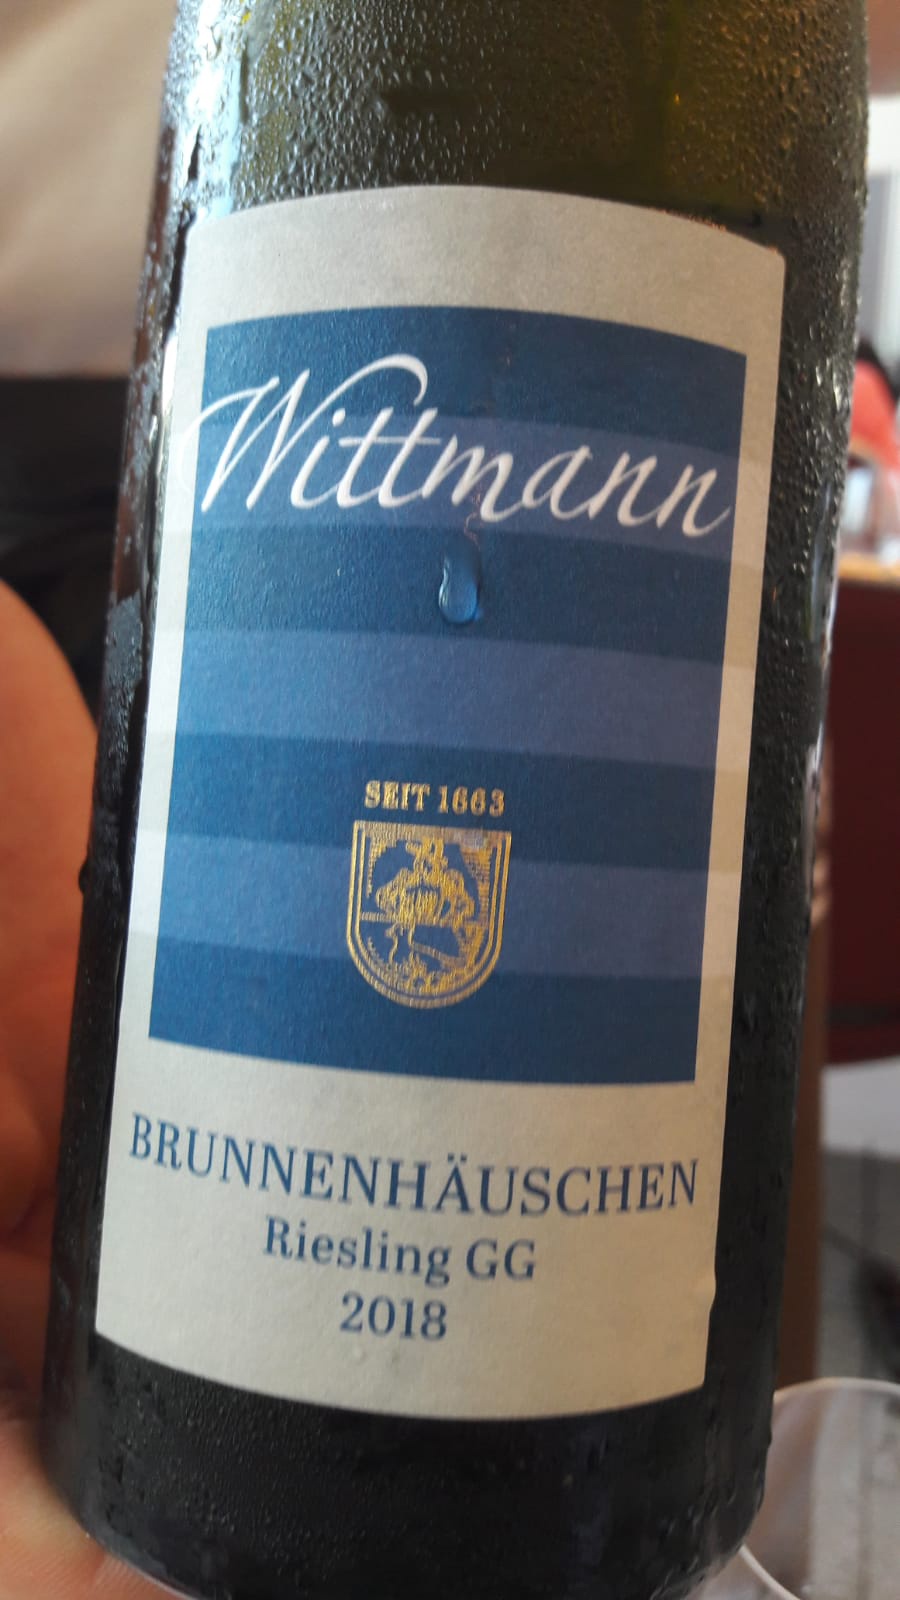 Wittmann
SEIT 1663
BRUNNENHÄUSCHEN
Riesling GG
2018